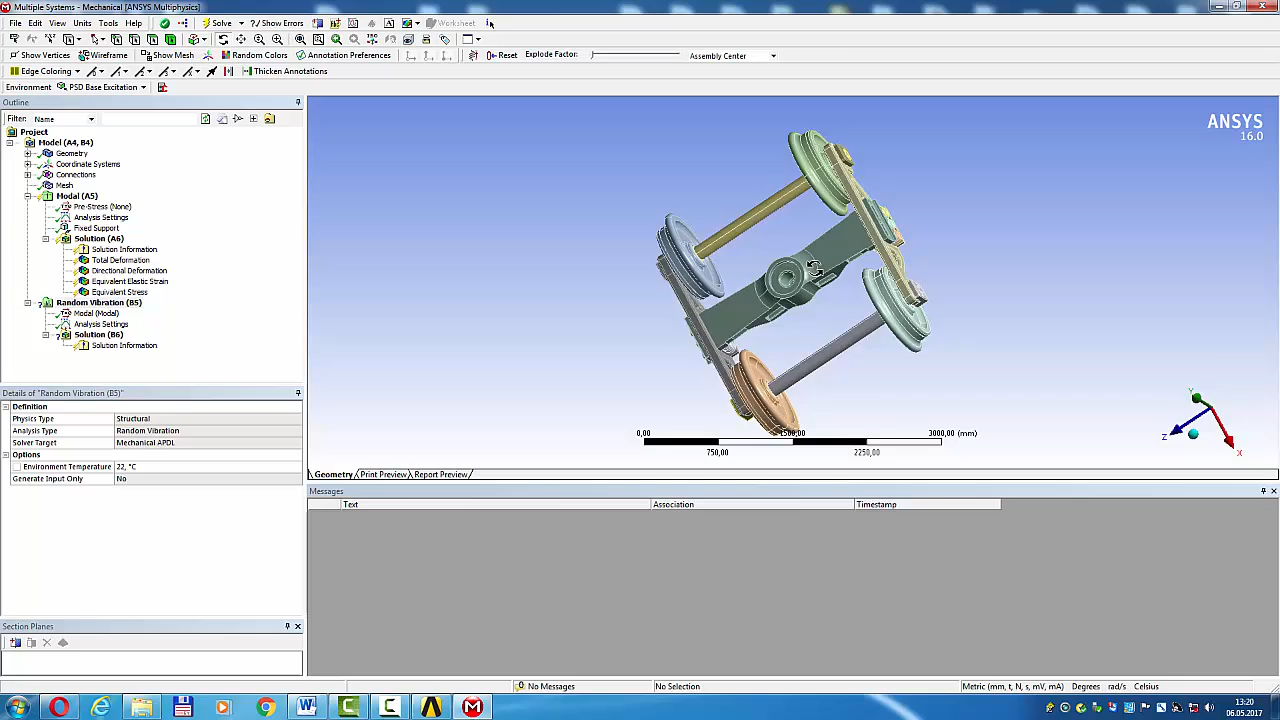 Multiple Systems - Mechanical [ANSYS Multiphysics]
File Edit View Units Tools Help Solve Show Errors Worksheet
Show Vertices Wireframe Show Mesh Random Colors Annotation Preferences Reset Explode Factor: Assembly Center
Edge Coloring Thicken Annotations
Environment PSD Base Excitation
Outline
Filter: Name
Project
Model (A4, B4)
Geometry
Coordinate Systems
Connections
Mesh
Modal (A5)
Pre-Stress (None)
Analysis Settings
Fixed Support
Solution (A6)
Solution Information
Total Deformation
Directional Deformation
Equivalent Elastic Strain
Equivalent Stress
Random Vibration (B5)
Modal (Modal)
Analysis Settings
Solution (B6)
Solution Information
Details of "Random Vibration (B5)"
Definition
Physics Type Structural
Analysis Type Random Vibration
Solver Target Mechanical APDL
Options
Environment Temperature 22, °C
Generate Input Only No
Section Planes
ANSYS
16.0
Y
Z
X
0,00 1500,00 3000,00 (mm)
750,00 2250,00
Geometry Print Preview Report Preview
Messages
Text Association Timestamp
No Messages No Selection Metric (mm, t, N, s, mV, mA) Degrees rad/s Celsius
13:20
06.05.2017